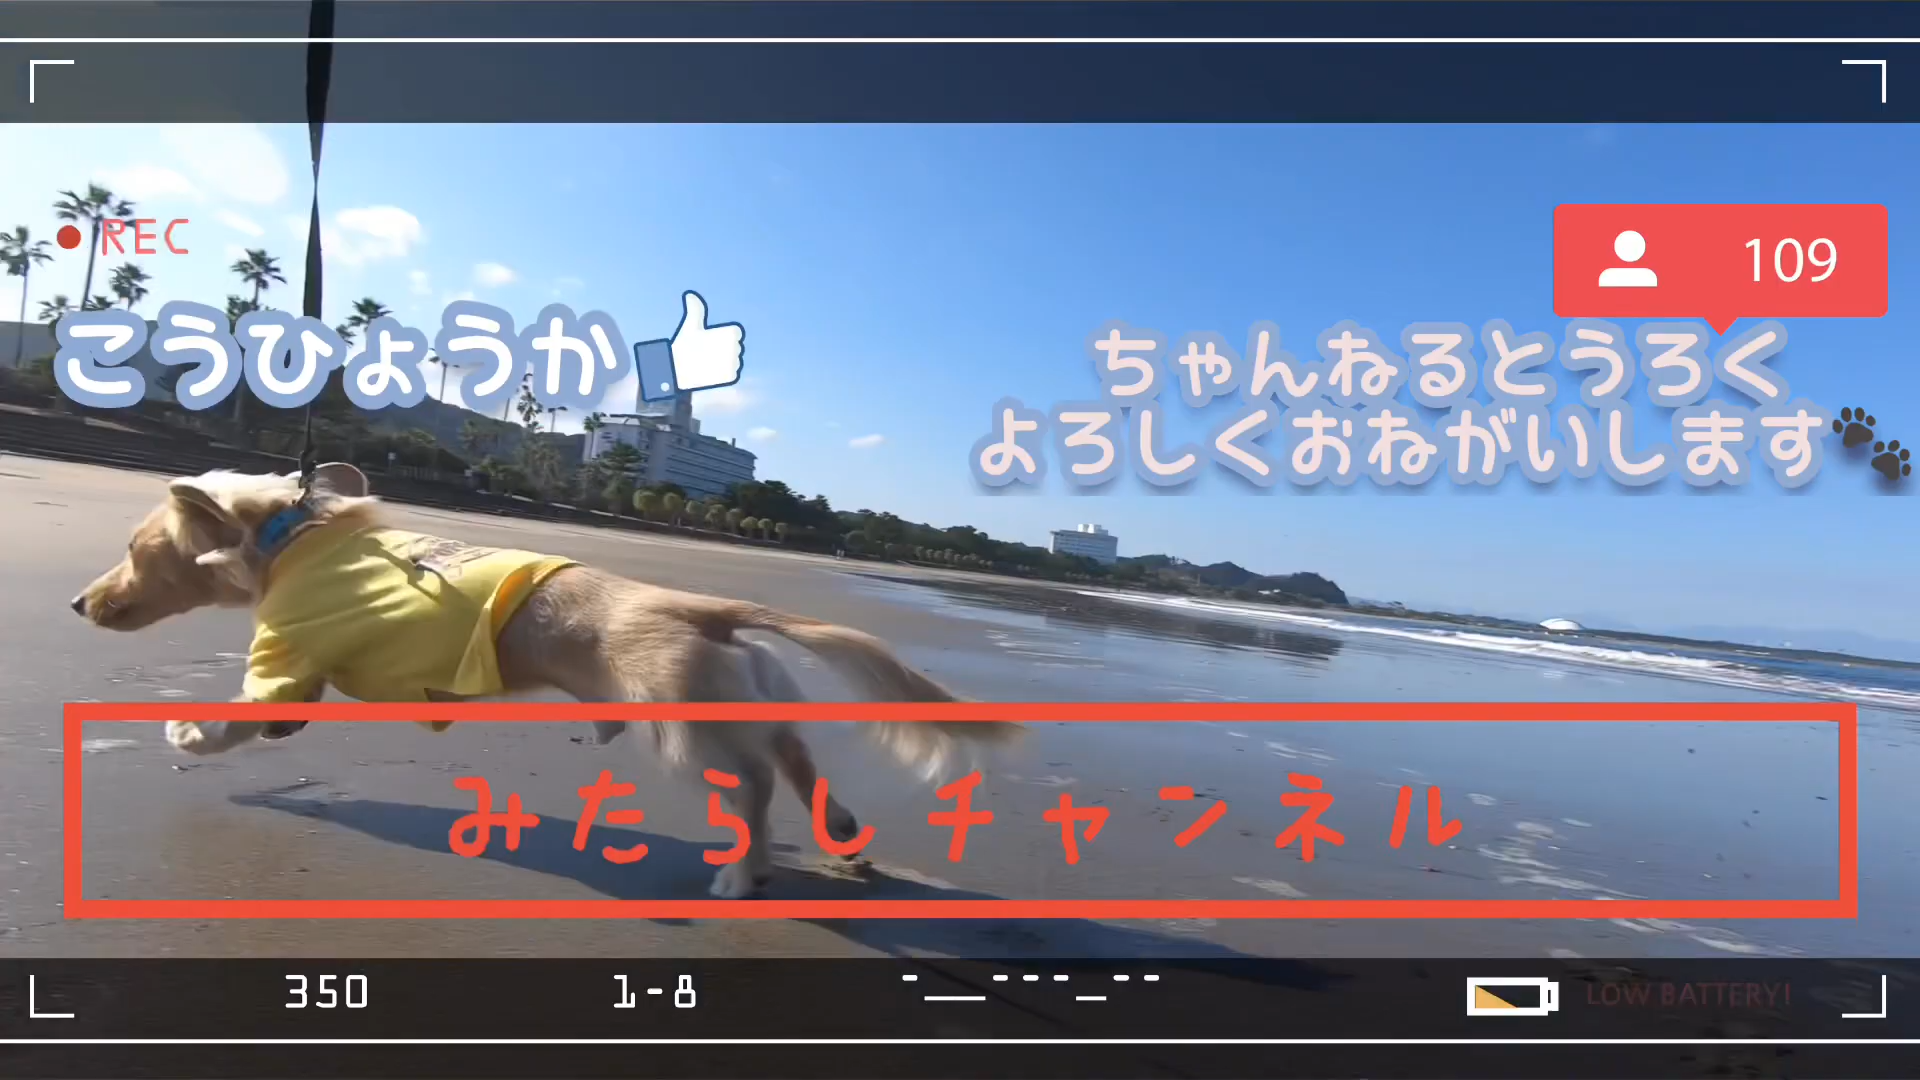 REC
109
こうひょうか
ちゃんねるとうろく
よろしくおねがいします
みたらしチャンネル
350 1-8
LOW BATTERY!